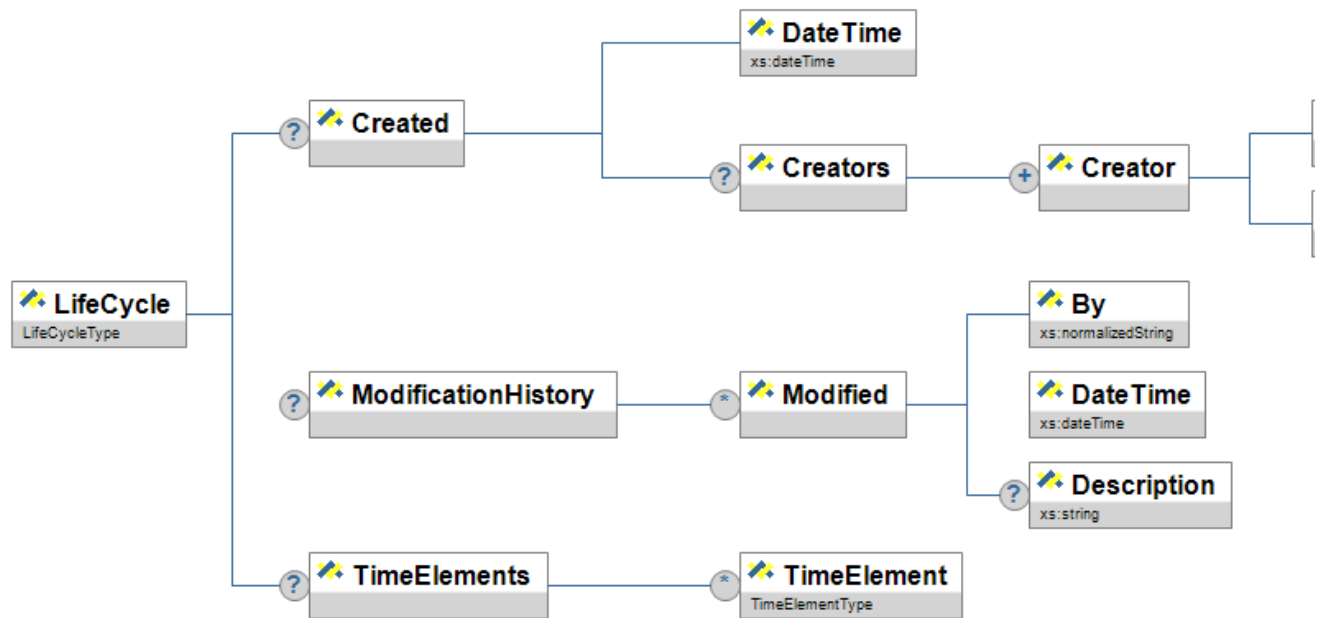 DateTime
xs:dateTime
? Created
? Creators
+ Creator
LifeCycle
LifeCycleType
By
xs:normalizedString
? ModificationHistory
* Modified
DateTime
xs:dateTime
? Description
xs:string
? TimeElements
* TimeElement
TimeElementType